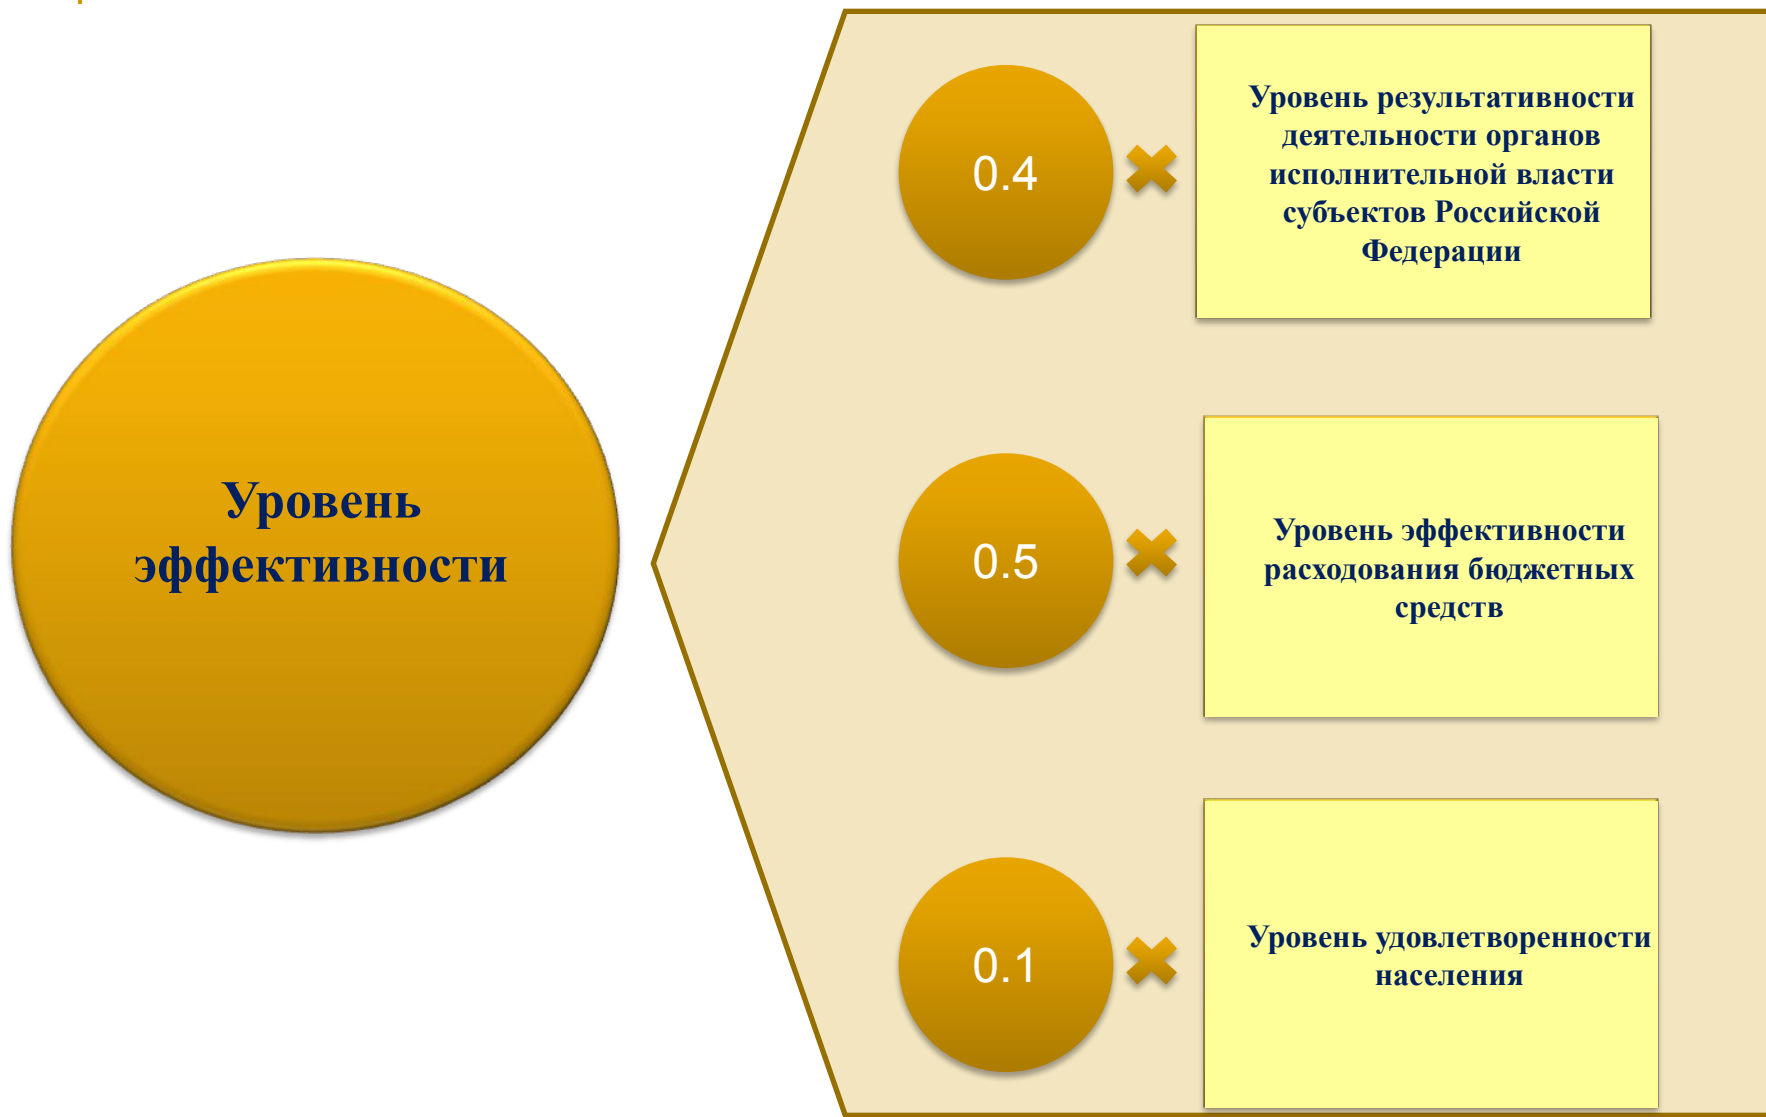 Уровень
эффективности
0.4
Уровень результативности
деятельности органов
исполнительной власти
субъектов Российской
Федерации
0.5
Уровень эффективности
расходования бюджетных
средств
0.1
Уровень удовлетворенности
населения